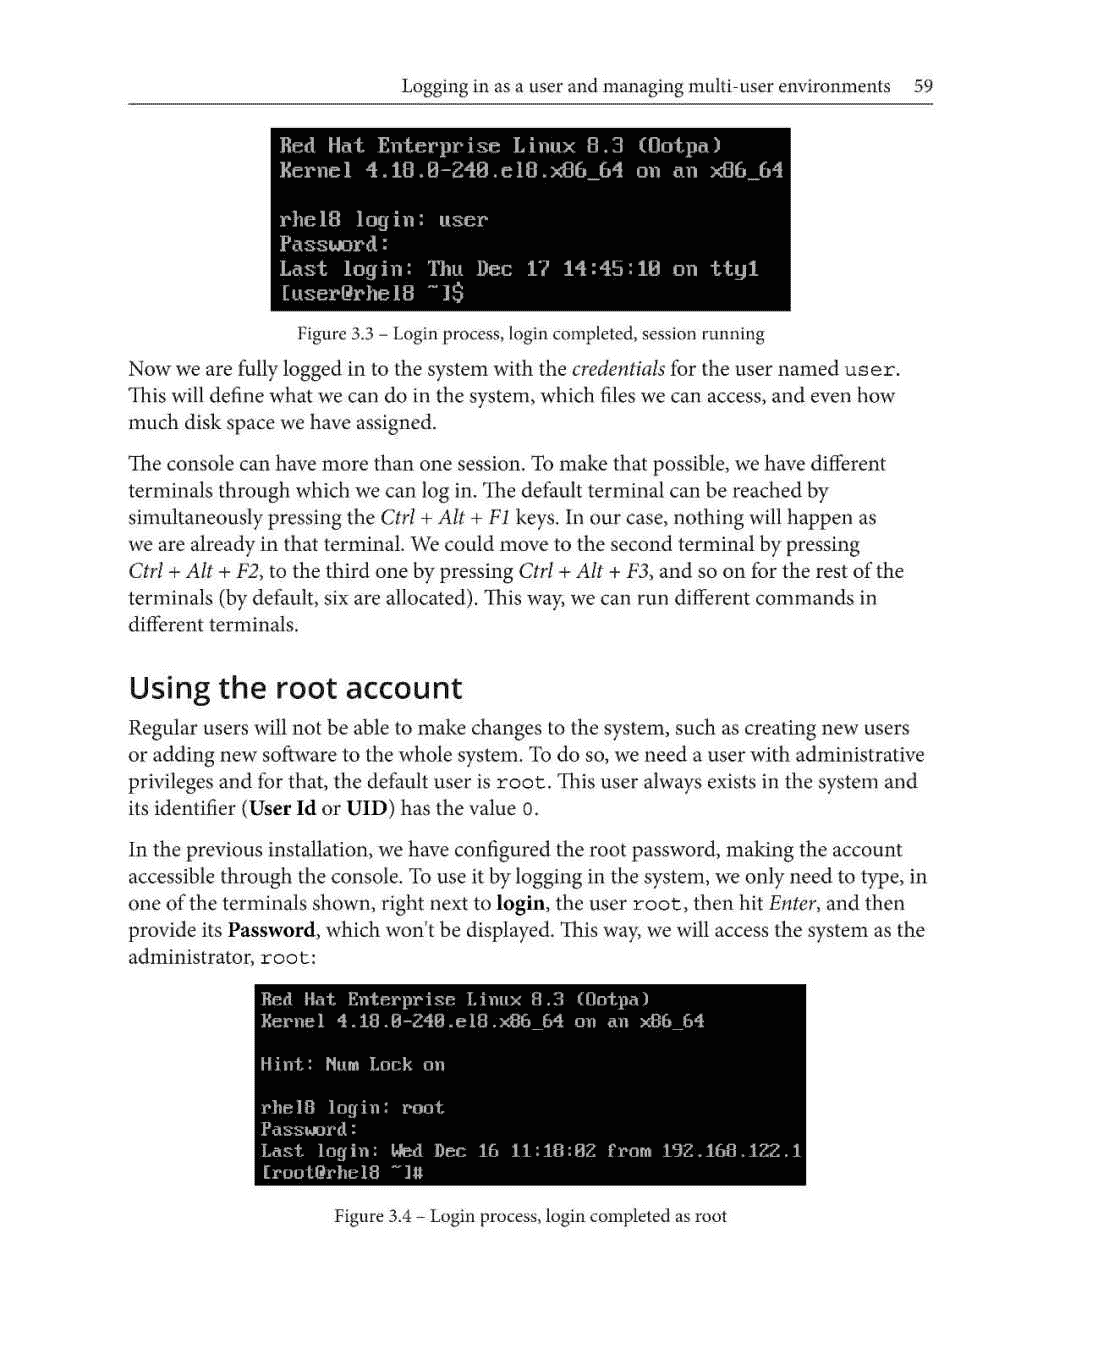 Logging in as a user and managing multi-user environments 59
Red Hat Enterprise Linux 8.3 (Ootpa)
Kernel 4.18.0-240.el8.x86_64 on an x86_64
rhel8 login: user
Password:
Last login: Thu Dec 17 14:45:10 on tty1
[user@rhel8 ~]$
Figure 3.3 – Login process, login completed, session running
Now we are fully logged in to the system with the credentials for the user named user.
This will define what we can do in the system, which files we can access, and even how
much disk space we have assigned.
The console can have more than one session. To make that possible, we have different
terminals through which we can log in. The default terminal can be reached by
simultaneously pressing the Ctrl + Alt + F1 keys. In our case, nothing will happen as
we are already in that terminal. We could move to the second terminal by pressing
Ctrl + Alt + F2, to the third one by pressing Ctrl + Alt + F3, and so on for the rest of the
terminals (by default, six are allocated). This way, we can run different commands in
different terminals.
Using the root account
Regular users will not be able to make changes to the system, such as creating new users
or adding new software to the whole system. To do so, we need a user with administrative
privileges and for that, the default user is root. This user always exists in the system and
its identifier (User Id or UID) has the value 0.
In the previous installation, we have configured the root password, making the account
accessible through the console. To use it by logging in the system, we only need to type, in
one of the terminals shown, right next to login, the user root, then hit Enter, and then
provide its Password, which won't be displayed. This way, we will access the system as the
administrator, root:
Red Hat Enterprise Linux 8.3 (Ootpa)
Kernel 4.18.0-240.el8.x86_64 on an x86_64
Hint: Num Lock on
rhel8 login: root
Password:
Last login: Wed Dec 16 11:18:02 from 192.168.122.1
[root@rhel8 ~]#
Figure 3.4 – Login process, login completed as root